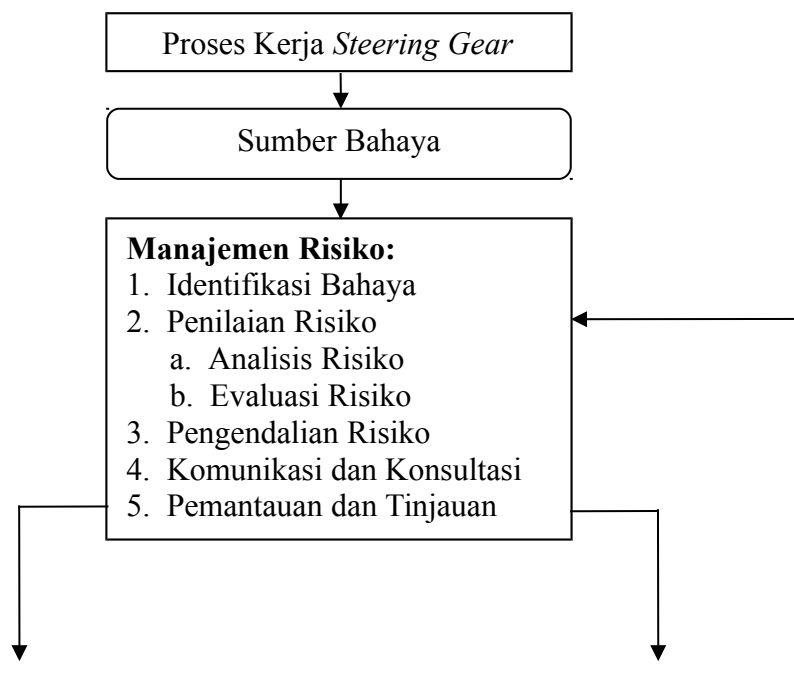 Proses Kerja Steering Gear
Sumber Bahaya
Manajemen Risiko:
1. Identifikasi Bahaya
2. Penilaian Risiko
a. Analisis Risiko
b. Evaluasi Risiko
3. Pengendalian Risiko
4. Komunikasi dan Konsultasi
5. Pemantauan dan Tinjauan